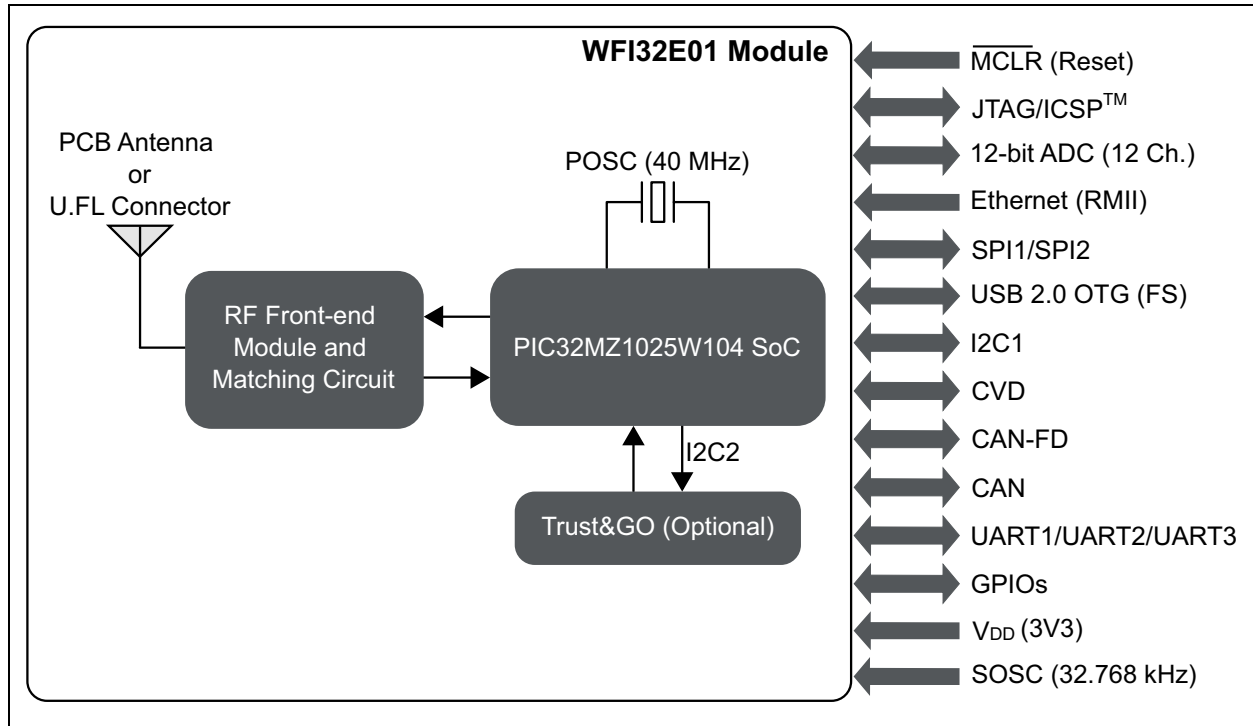 WFI32E01 Module
PCB Antenna
or
U.FL Connector
POSC (40 MHz)
RF Front-end
Module and
Matching Circuit
PIC32MZ1025W104 SoC
I2C2
Trust&GO (Optional)
MCLR (Reset)
JTAG/ICSP™
12-bit ADC (12 Ch.)
Ethernet (RMII)
SPI1/SPI2
USB 2.0 OTG (FS)
I2C1
CVD
CAN-FD
CAN
UART1/UART2/UART3
GPIOs
VDD (3V3)
SOSC (32.768 kHz)